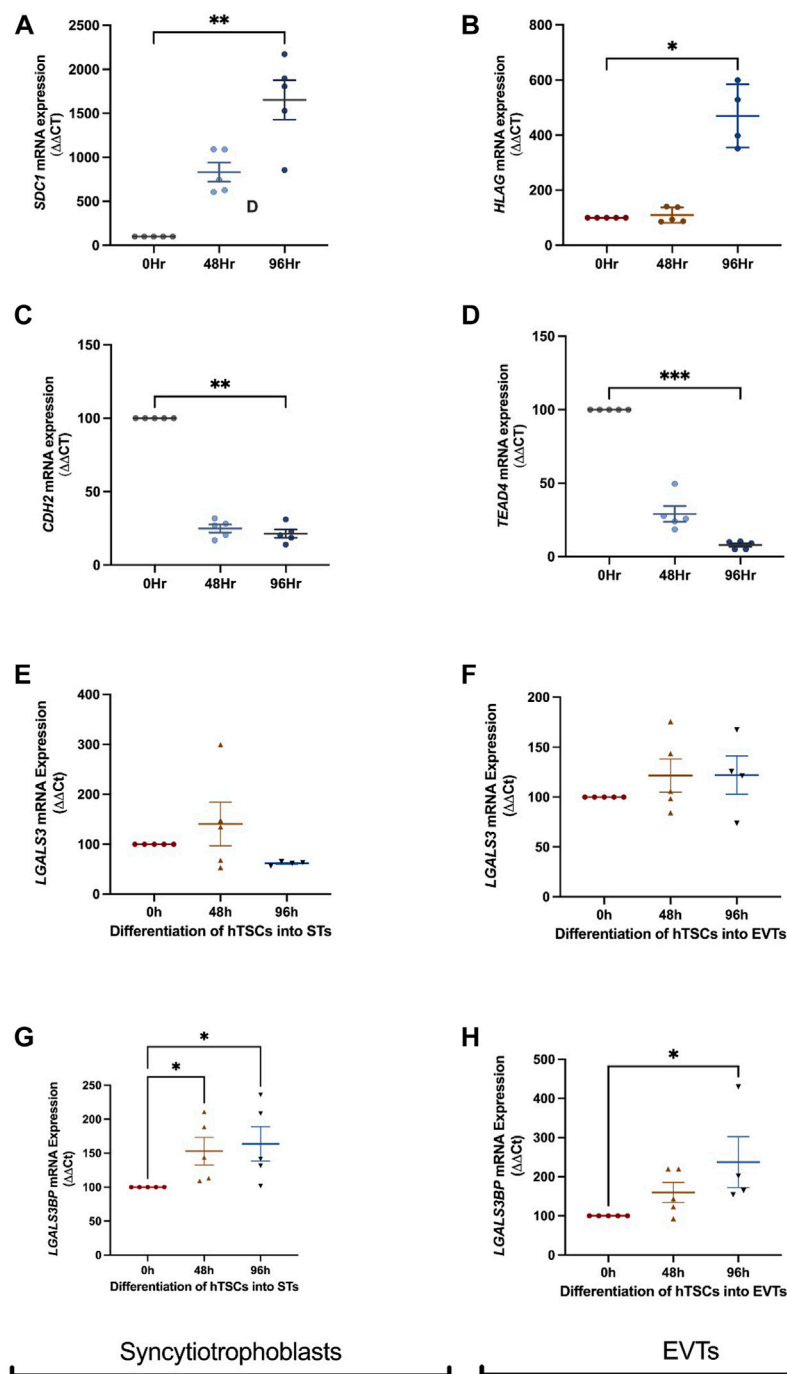 A
**
2500
2000
1500
1000
500
0
SDC1 mRNA expression
(ΔΔCT)
D
0Hr 48Hr 96Hr
B
*
800
600
400
200
0
HLAG mRNA expression
(ΔΔCT)
0Hr 48Hr 96Hr
C
**
150
100
50
0
CDH2 mRNA expression
(ΔΔCT)
0Hr 48Hr 96Hr
D
***
150
100
50
0
TEAD4 mRNA expression
(ΔΔCT)
0Hr 48Hr 96Hr
E
400
300
200
100
0
LGALS3 mRNA Expression
(ΔΔCt)
0h 48h 96h
Differentiation of hTSCs into STs
F
200
150
100
50
0
LGALS3 mRNA Expression
(ΔΔCt)
0h 48h 96h
Differentiation of hTSCs into EVTs
G
*
*
250
200
150
100
50
0
LGALS3BP mRNA Expression
(ΔΔCt)
0h 48h 96h
Differentiation of hTSCs into STs
H
*
500
400
300
200
100
0
LGALS3BP mRNA Expression
(ΔΔCt)
0h 48h 96h
Differentiation of hTSCs into EVTs
Syncytiotrophoblasts EVTs